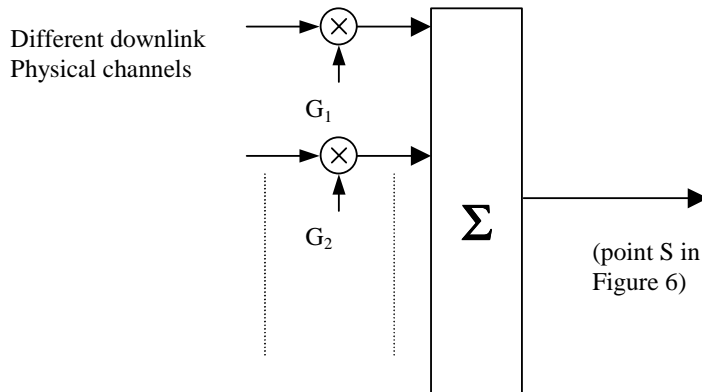 Different downlink
Physical channels
G₁
G₂
Σ
(point S in
Figure 6)